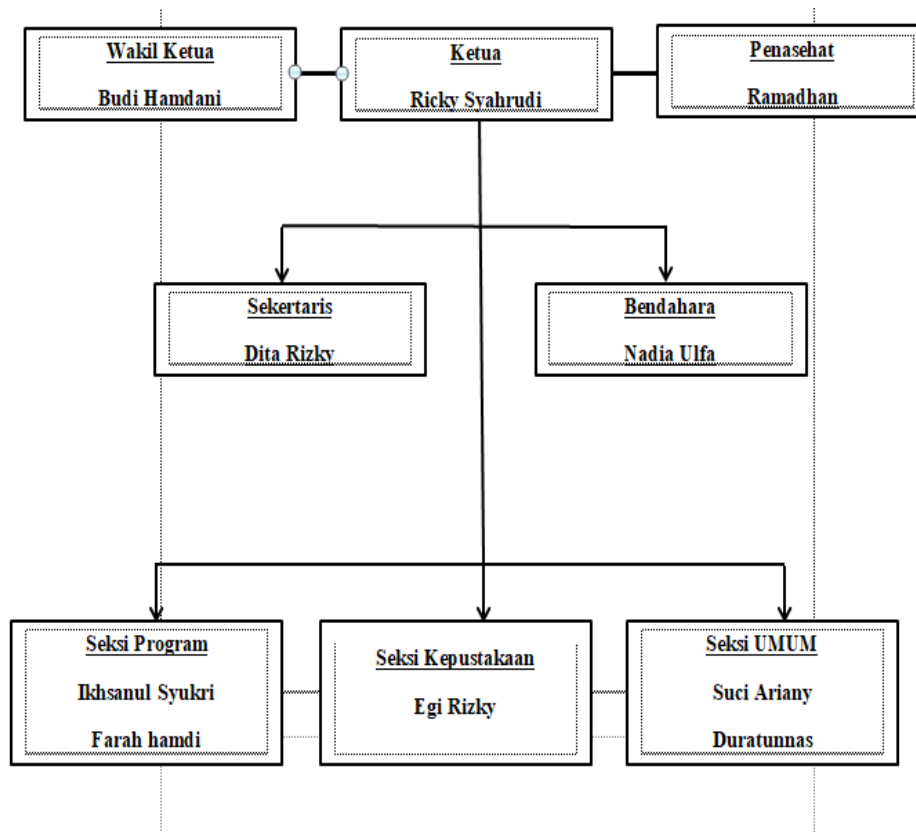 Wakil Ketua
Budi Hamdani
Ketua
Ricky Syahrudi
Penasehat
Ramadhan
Sekertaris
Dita Rizky
Bendahara
Nadia Ulfa
Seksi Program
Ikhsanul Syukri
Farah hamdi
Seksi Kepustakaan
Egi Rizky
Seksi UMUM
Suci Ariany
Duratunnas